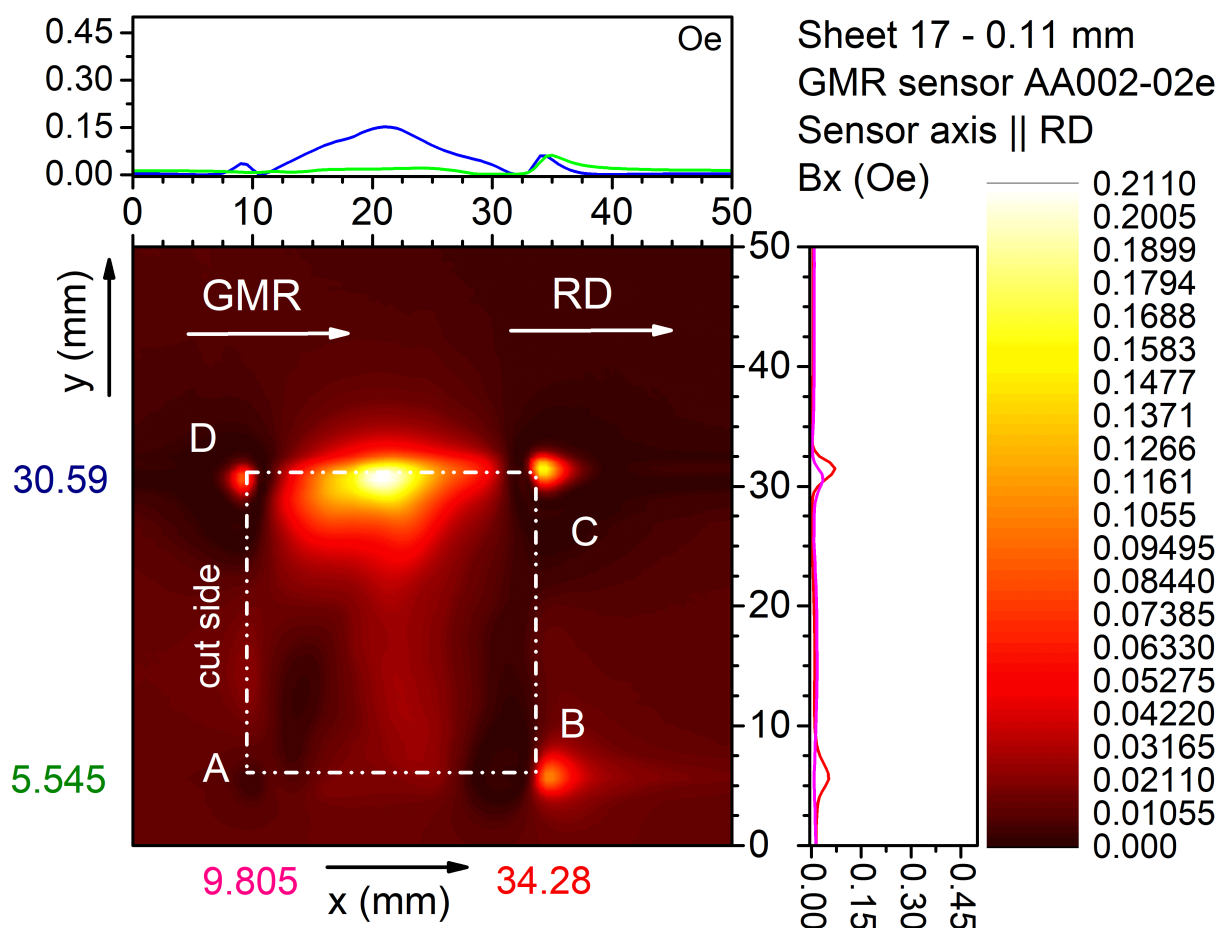 0.45
0.30
0.15
0.00
Oe
0 10 20 30 40 50
Sheet 17 - 0.11 mm
GMR sensor AA002-02e
Sensor axis || RD
Bx (Oe)
y (mm)
GMR
RD
D
C
cut side
A
B
30.59
5.545
50
40
30
20
10
0
9.805
34.28
x (mm)
0.00
0.15
0.30
0.45
0.2110
0.2005
0.1899
0.1794
0.1688
0.1583
0.1477
0.1371
0.1266
0.1161
0.1055
0.09495
0.08440
0.07385
0.06330
0.05275
0.04220
0.03165
0.02110
0.01055
0.000